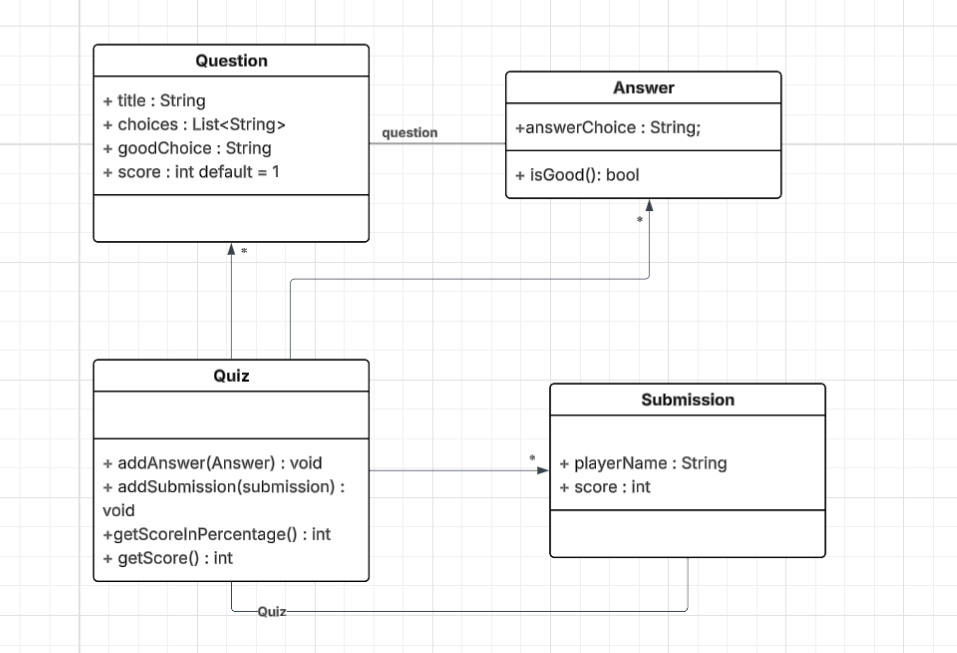 Question
+ title : String
+ choices : List<String>
+ goodChoice : String
+ score : int default = 1
question
Answer
+answerChoice : String;
+ isGood(): bool
*
*
Quiz
+ addAnswer(Answer) : void
+ addSubmission(submission) :
void
+getScoreInPercentage() : int
+ getScore() : int
*
Submission
+ playerName : String
+ score : int
Quiz